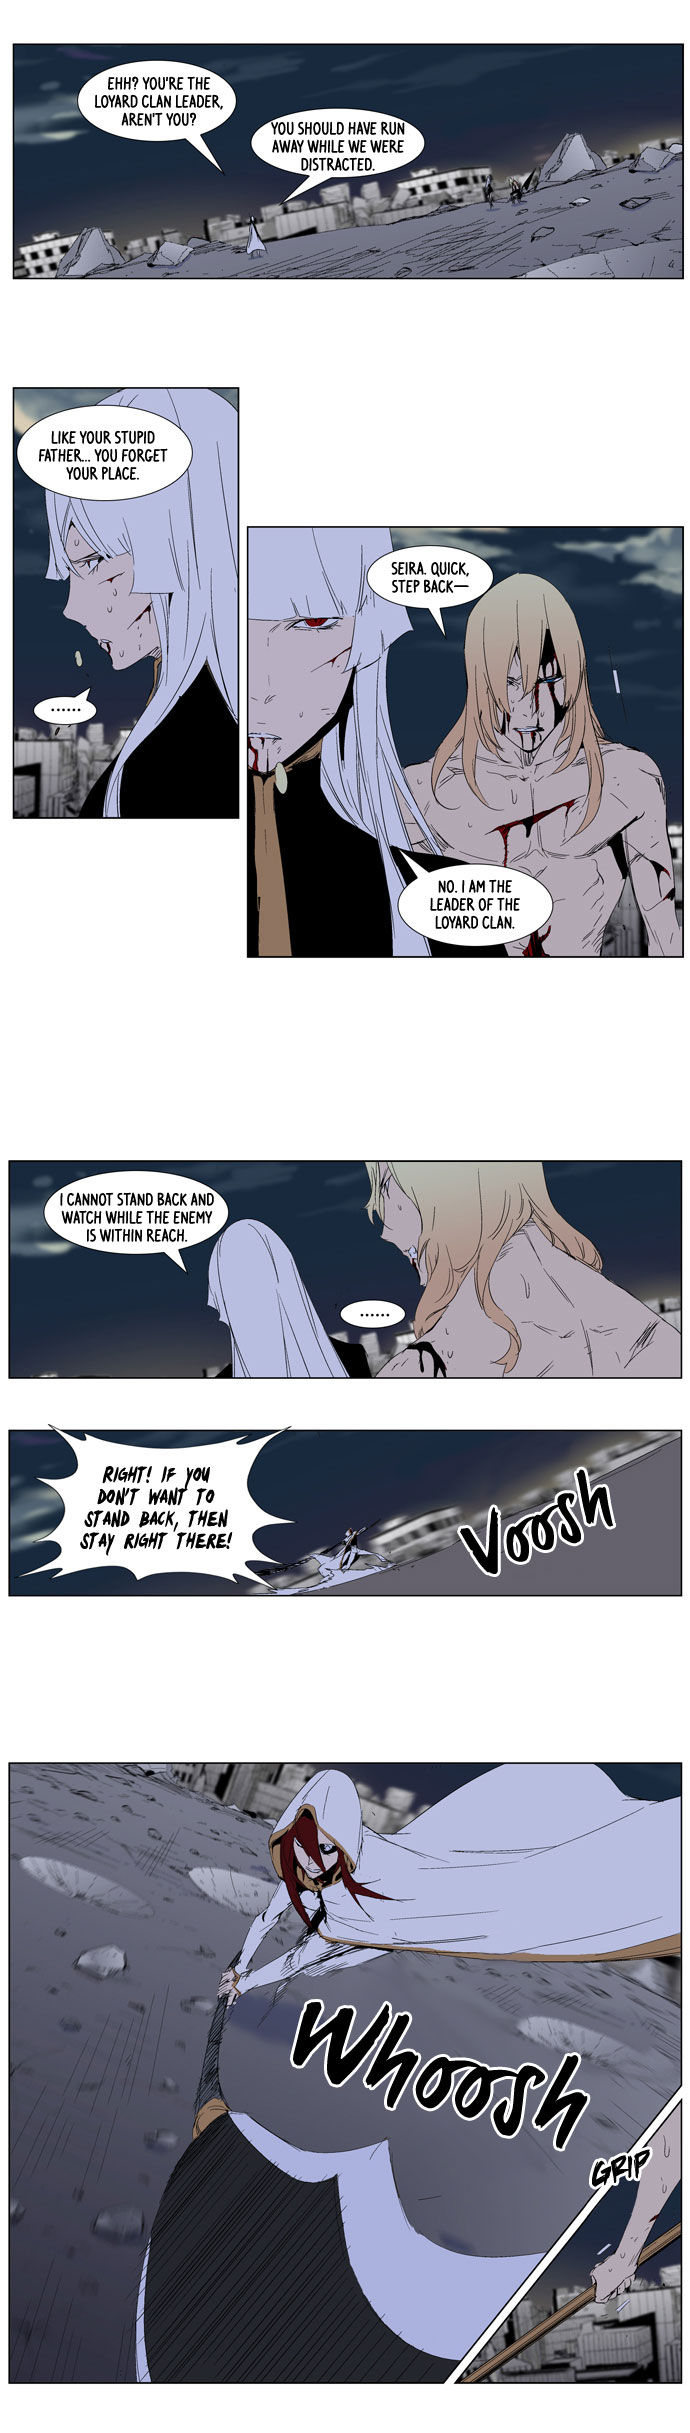 EHH? YOU'RE THE
LOYARD CLAN LEADER,
AREN'T YOU?
YOU SHOULD HAVE RUN
AWAY WHILE WE WERE
DISTRACTED.
LIKE YOUR STUPID
FATHER... YOU FORGET
YOUR PLACE.
......
SEIRA. QUICK,
STEP BACK—
NO. I AM THE
LEADER OF THE
LOYARD CLAN.
I CANNOT STAND BACK AND
WATCH WHILE THE ENEMY
IS WITHIN REACH.
......
RIGHT! IF YOU
DON'T WANT TO
STAND BACK, THEN
STAY RIGHT THERE!
VOOSH
WHOOSH
GRIP